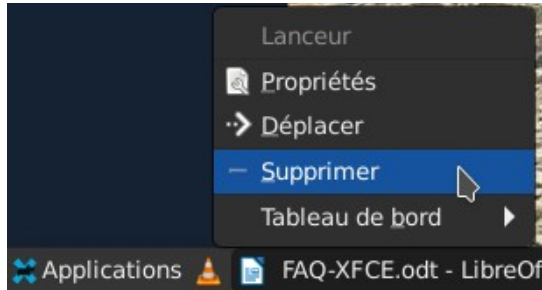 Lanceur
Propriétés
Déplacer
Supprimer
Tableau de bord
Applications
FAQ-XFCE.odt - LibreOf